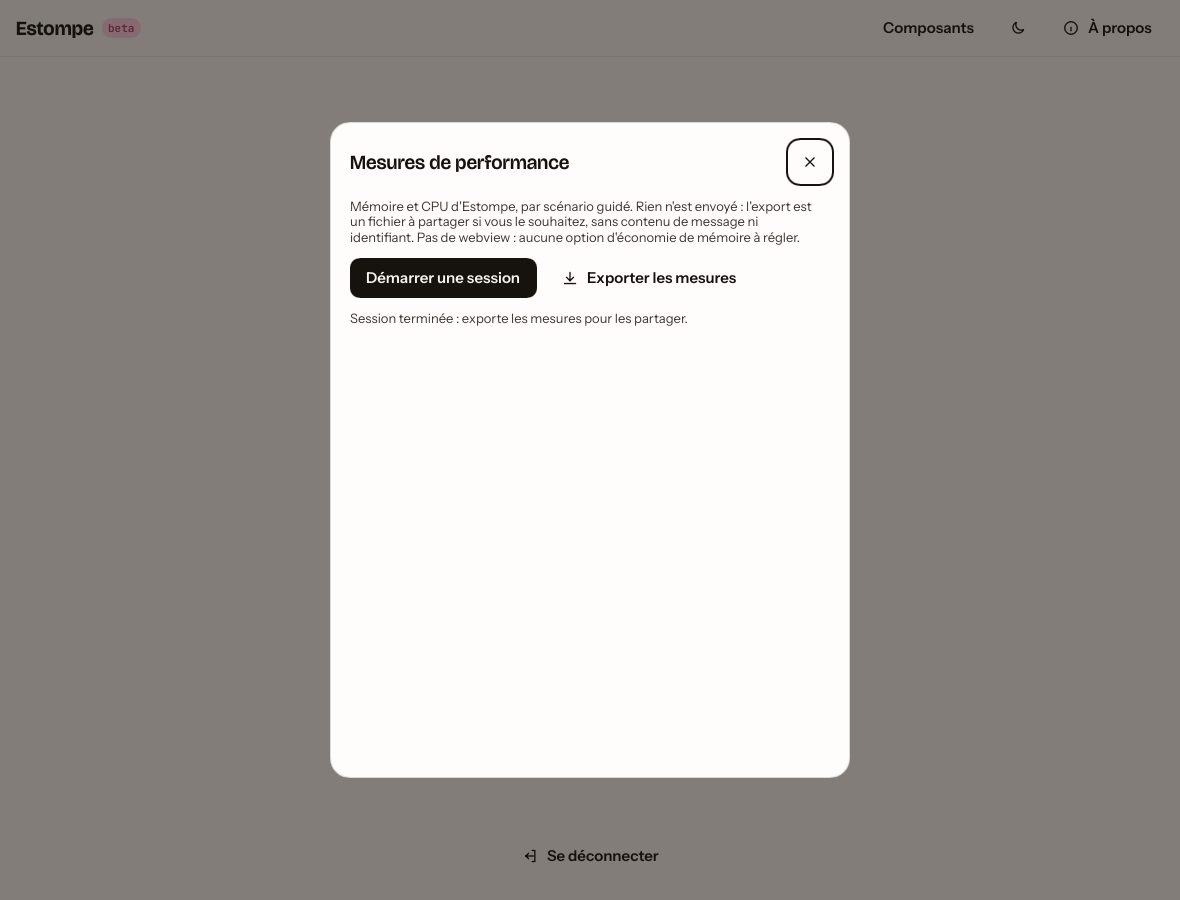 Estompe beta
Composants
À propos
Mesures de performance
Mémoire et CPU d'Estompe, par scénario guidé. Rien n'est envoyé : l'export est
un fichier à partager si vous le souhaitez, sans contenu de message ni
identifiant. Pas de webview : aucune option d'économie de mémoire à régler.
Démarrer une session
Exporter les mesures
Session terminée : exporte les mesures pour les partager.
Se déconnecter